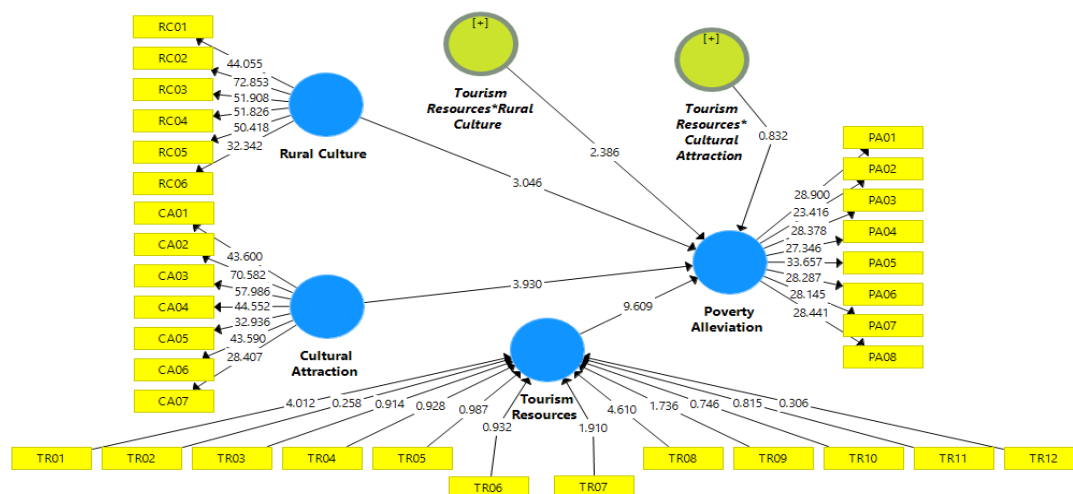 RC01
RC02
RC03
RC04
RC05
RC06
44.055
72.853
51.908
51.826
50.418
32.342
Rural Culture
[+]
Tourism
Resources*Rural
Culture
2.386
[+]
Tourism
Resources*
Cultural
Attraction
0.832
3.046
CA01
CA02
CA03
CA04
CA05
CA06
CA07
43.600
70.582
57.986
44.552
32.936
43.590
28.407
Cultural
Attraction
3.930
9.609
Poverty
Alleviation
28.900
23.416
28.378
27.346
33.657
28.287
28.145
28.441
PA01
PA02
PA03
PA04
PA05
PA06
PA07
PA08
Tourism
Resources
4.012
0.258
0.914
0.928
0.987
0.932
1.910
4.610
1.736
0.746
0.815
0.306
TR01
TR02
TR03
TR04
TR05
TR06
TR07
TR08
TR09
TR10
TR11
TR12